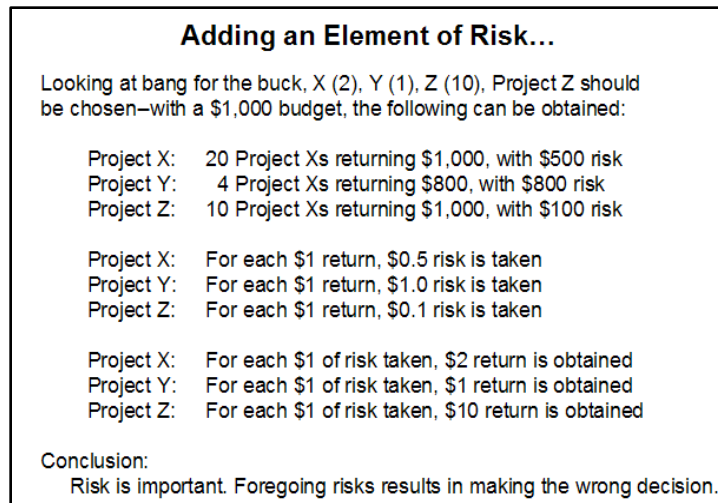 Adding an Element of Risk...
Looking at bang for the buck, X (2), Y (1), Z (10), Project Z should
be chosen–with a $1,000 budget, the following can be obtained:
Project X: 20 Project Xs returning $1,000, with $500 risk
Project Y: 4 Project Xs returning $800, with $800 risk
Project Z: 10 Project Xs returning $1,000, with $100 risk
Project X: For each $1 return, $0.5 risk is taken
Project Y: For each $1 return, $1.0 risk is taken
Project Z: For each $1 return, $0.1 risk is taken
Project X: For each $1 of risk taken, $2 return is obtained
Project Y: For each $1 of risk taken, $1 return is obtained
Project Z: For each $1 of risk taken, $10 return is obtained
Conclusion:
Risk is important. Foregoing risks results in making the wrong decision.